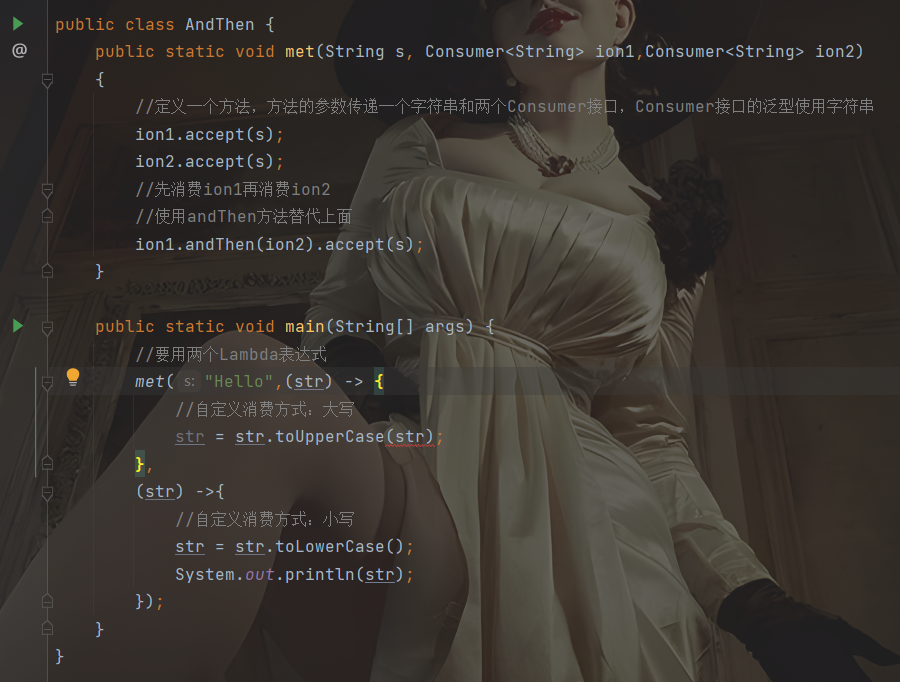 public class AndThen {
@ public static void met(String s, Consumer<String> ion1,Consumer<String> ion2)
{
//定义一个方法，方法的参数传递一个字符串和两个Consumer接口，Consumer接口的泛型使用字符串
ion1.accept(s);
ion2.accept(s);
//先消费ion1再消费ion2
//使用andThen方法替代上面
ion1.andThen(ion2).accept(s);
}
public static void main(String[] args) {
//要用两个Lambda表达式
met( s: "Hello",(str) -> {
//自定义消费方式：大写
str = str.toUpperCase(str);
},
(str) ->{
//自定义消费方式：小写
str = str.toLowerCase();
System.out.println(str);
});
}
}